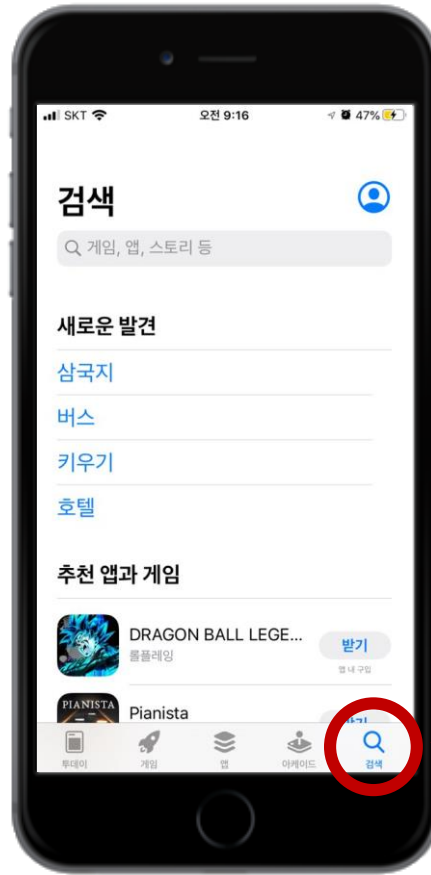 SKT
오전 9:16
47%
검색
게임, 앱, 스토리 등
새로운 발견
삼국지
버스
키우기
호텔
추천 앱과 게임
DRAGON BALL LEGE...
롤플레잉
받기
앱 내 구입
PIANISTA
Pianista
받기
투데이
게임
앱
아케이드
검색